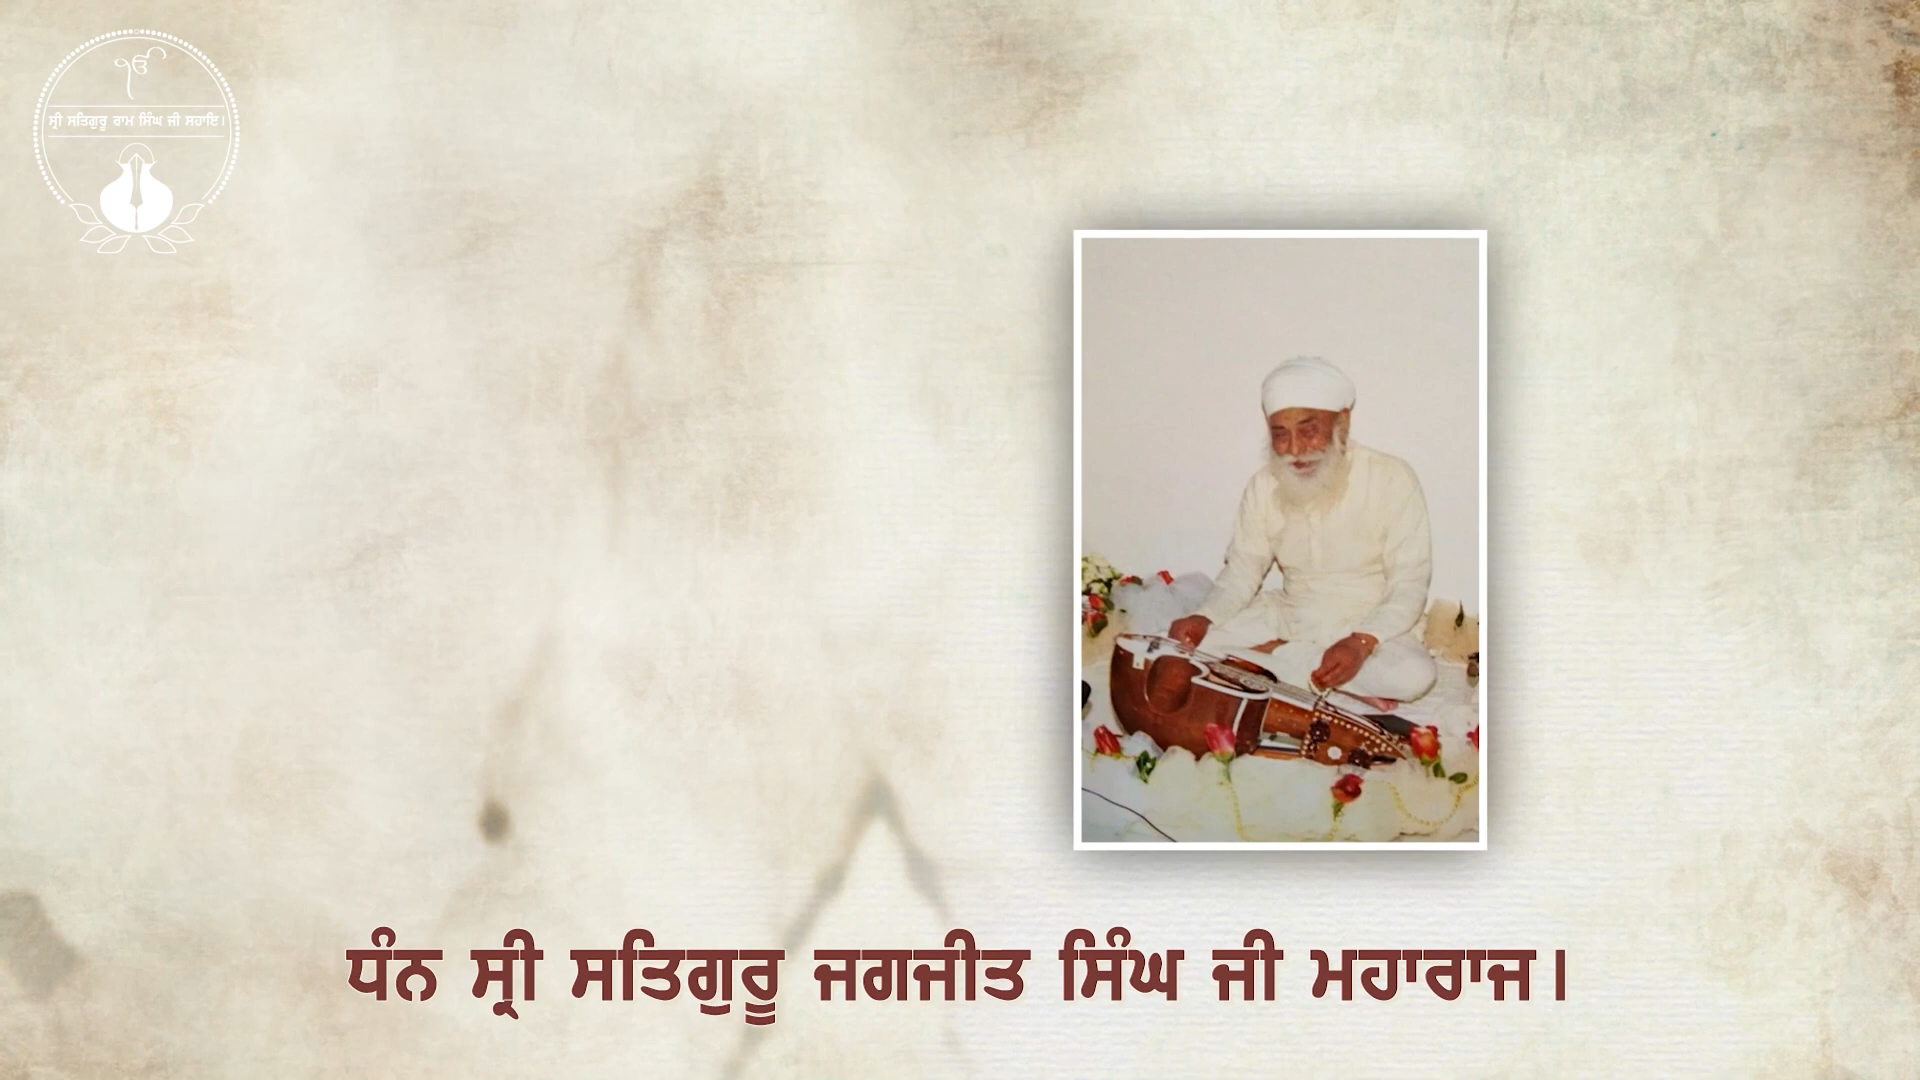 ੴ
ਸ੍ਰੀ ਸਤਿਗੁਰੂ ਰਾਮ ਸਿੰਘ ਜੀ ਸਹਾਇ।
ਧੰਨ ਸ੍ਰੀ ਸਤਿਗੁਰੂ ਜਗਜੀਤ ਸਿੰਘ ਜੀ ਮਹਾਰਾਜ।